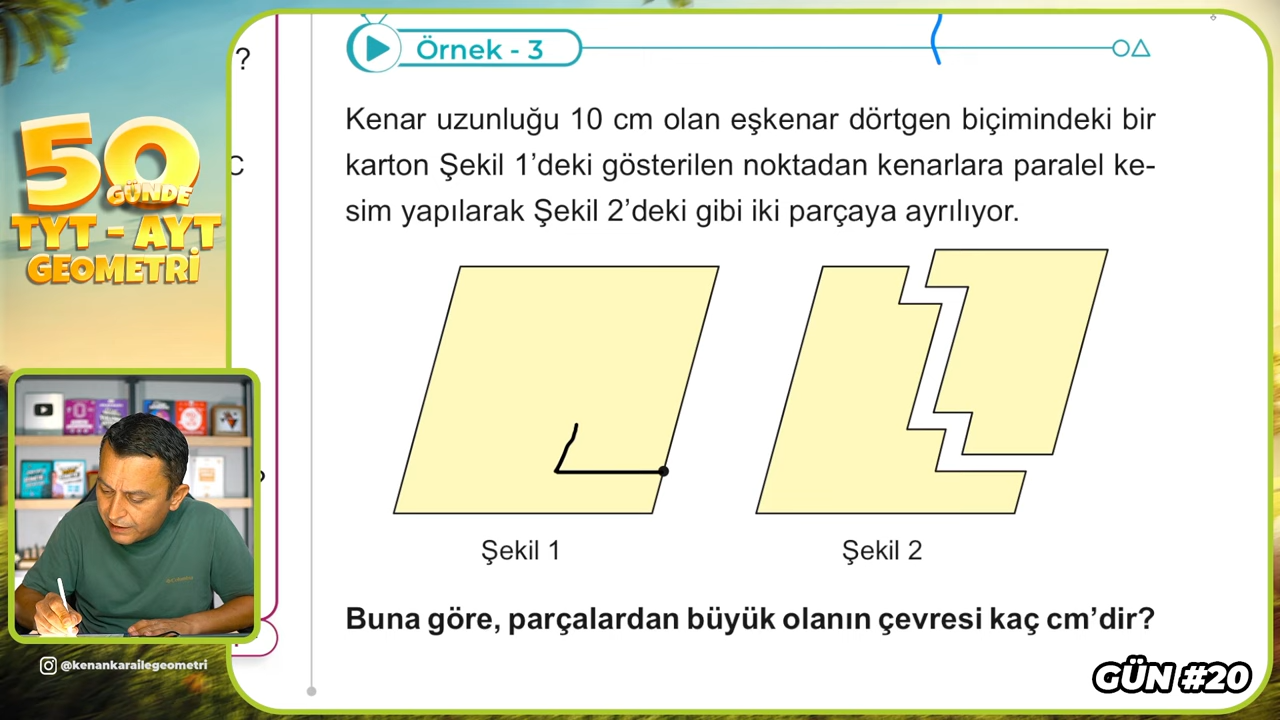 ?
C
50
GÜNDE
TYT - AYT
GEOMETRİ
Örnek - 3
Kenar uzunluğu 10 cm olan eşkenar dörtgen biçimindeki bir
karton Şekil 1’deki gösterilen noktadan kenarlara paralel ke-
sim yapılarak Şekil 2’deki gibi iki parçaya ayrılıyor.
Şekil 1
Şekil 2
Buna göre, parçalardan büyük olanın çevresi kaç cm’dir?
@kenankarailegeometri
GÜN #20